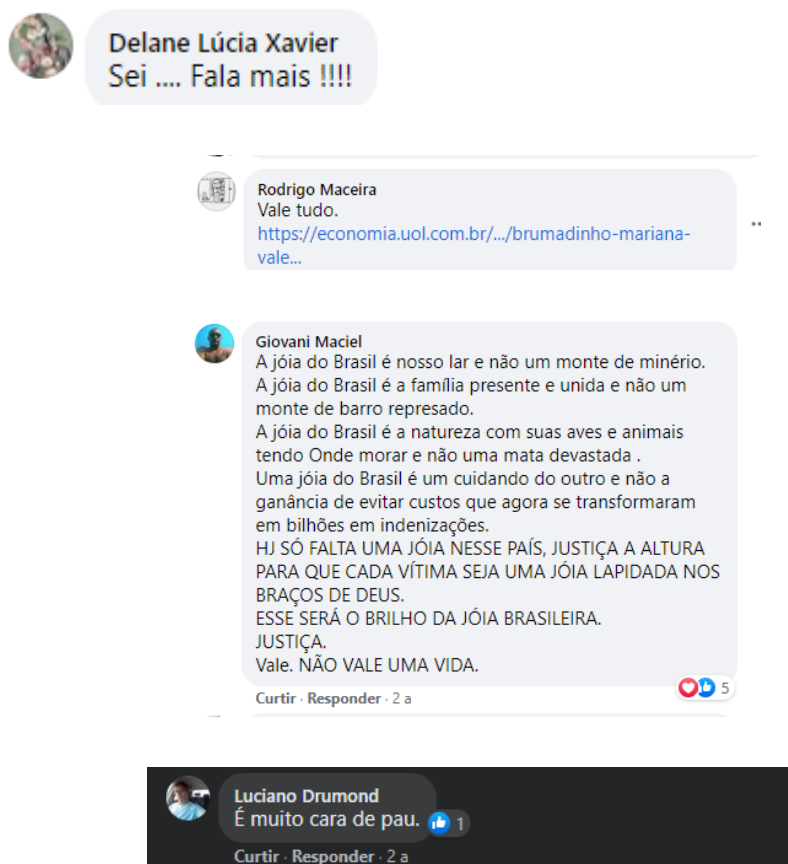 Delane Lúcia Xavier
Sei .... Fala mais !!!!
Rodrigo Maceira
Vale tudo.
https://economia.uol.com.br/.../brumadinho-mariana-
vale...
Giovani Maciel
A jóia do Brasil é nosso lar e não um monte de minério.
A jóia do Brasil é a família presente e unida e não um
monte de barro represado.
A jóia do Brasil é a natureza com suas aves e animais
tendo Onde morar e não uma mata devastada .
Uma jóia do Brasil é um cuidando do outro e não a
ganância de evitar custos que agora se transformaram
em bilhões em indenizações.
HJ SÓ FALTA UMA JÓIA NESSE PAÍS, JUSTIÇA A ALTURA
PARA QUE CADA VÍTIMA SEJA UMA JÓIA LAPIDADA NOS
BRAÇOS DE DEUS.
ESSE SERÁ O BRILHO DA JÓIA BRASILEIRA.
JUSTIÇA.
Vale. NÃO VALE UMA VIDA.
5
Curtir · Responder · 2 a
Luciano Drumond
É muito cara de pau. 1
Curtir · Responder · 2 a